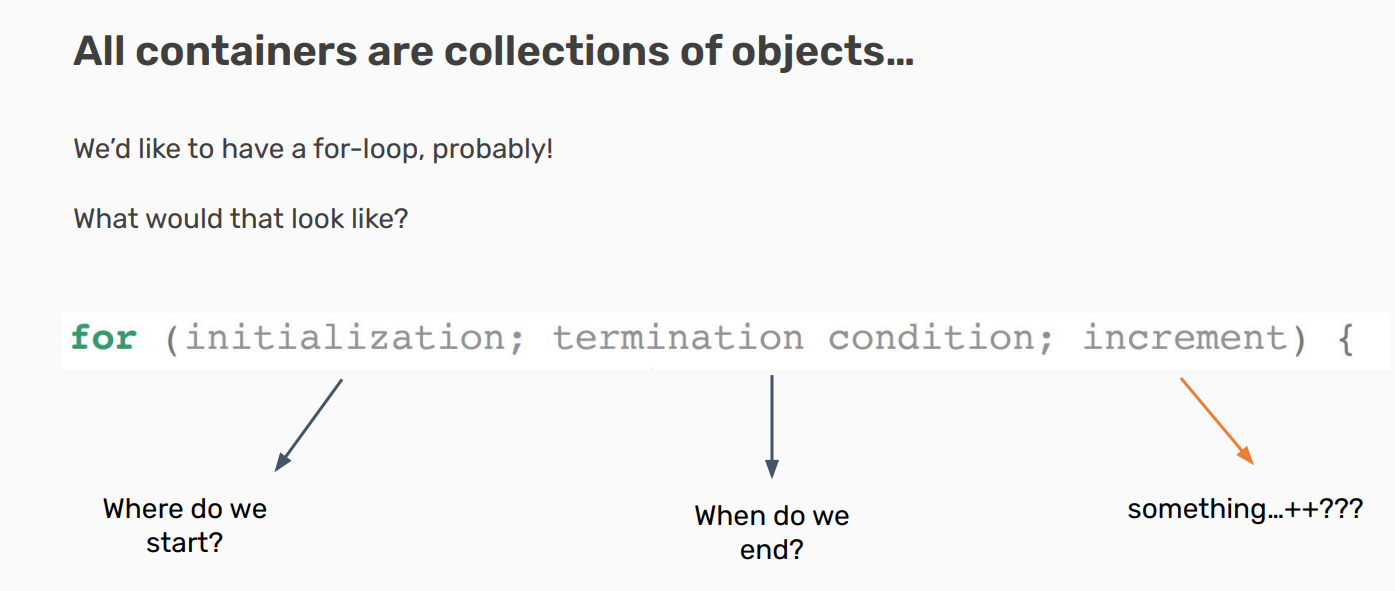 All containers are collections of objects…
We’d like to have a for-loop, probably!
What would that look like?
for (initialization; termination condition; increment) {
Where do we
start?
When do we
end?
something…++???